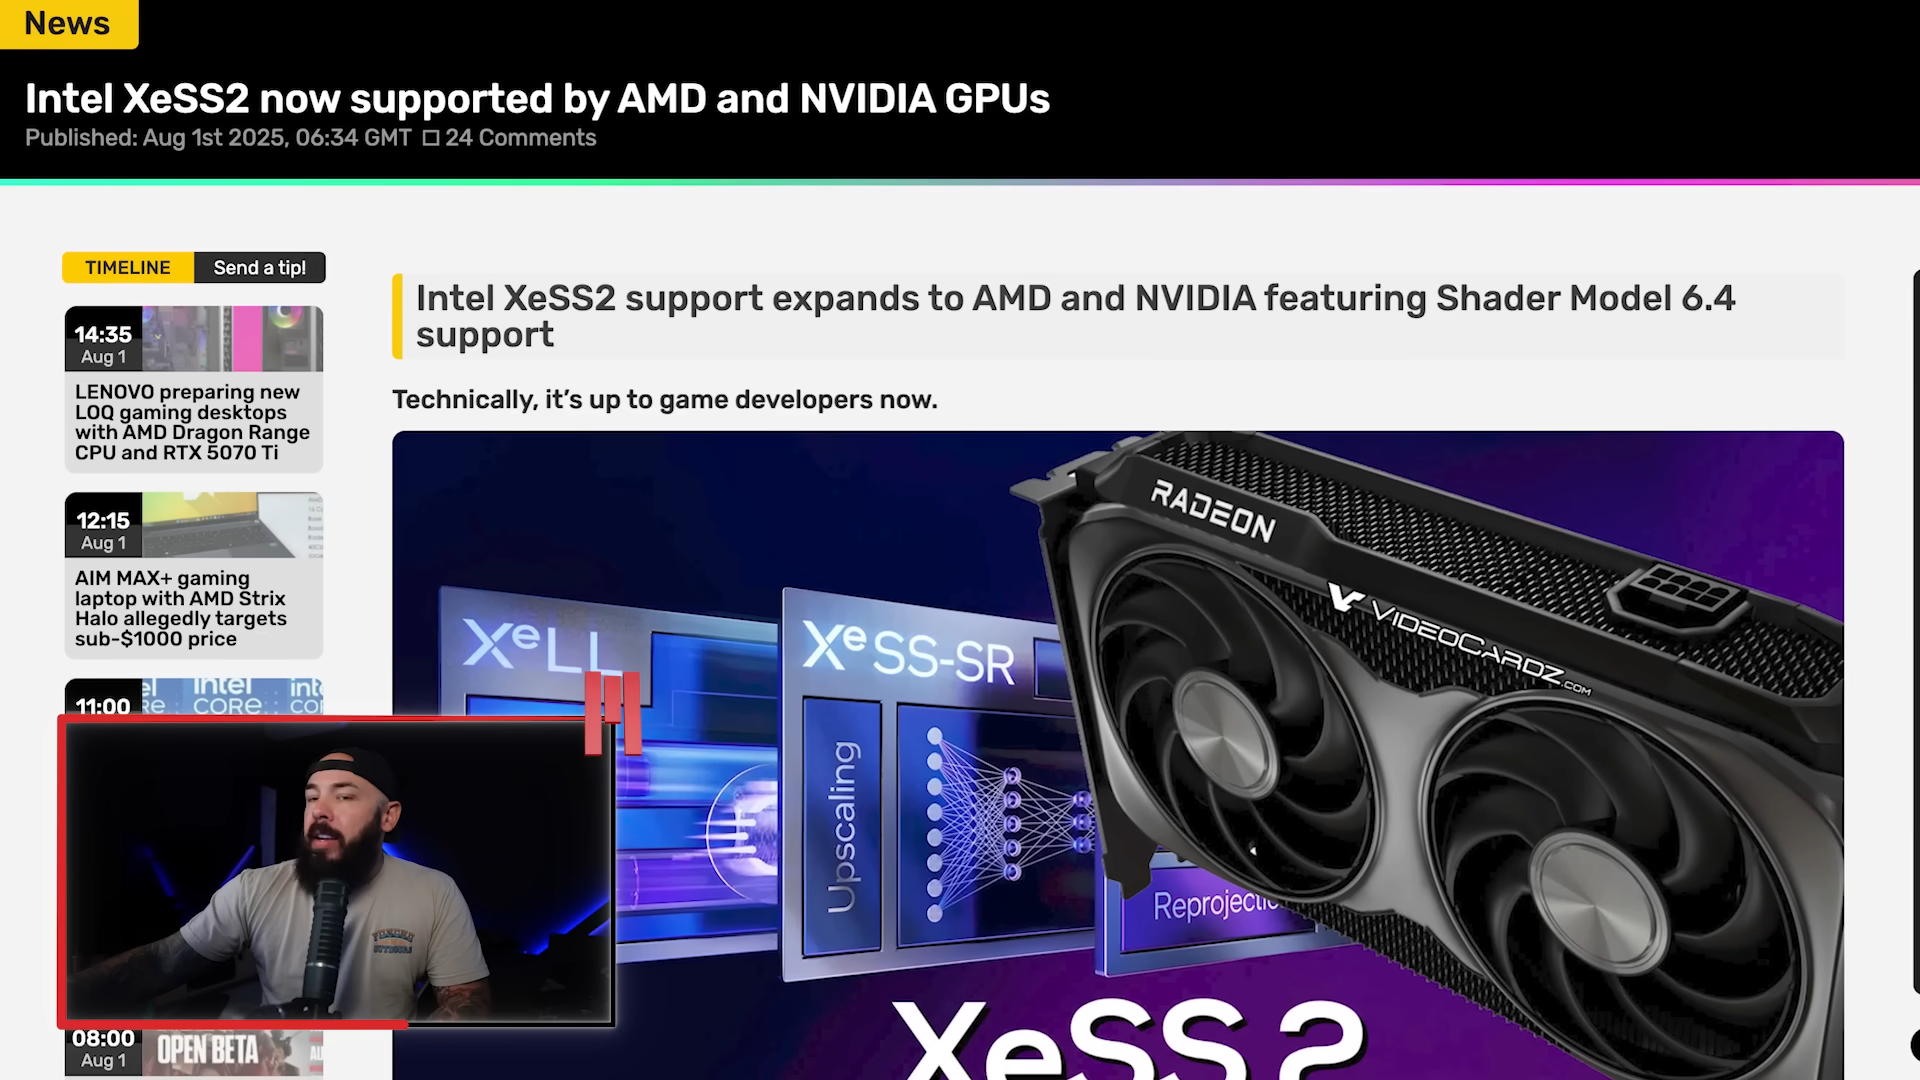 News
Intel XeSS2 now supported by AMD and NVIDIA GPUs
Published: Aug 1st 2025, 06:34 GMT 24 Comments
TIMELINE
Send a tip!
14:35
Aug 1
LENOVO preparing new
LOQ gaming desktops
with AMD Dragon Range
CPU and RTX 5070 Ti
12:15
Aug 1
AIM MAX+ gaming
laptop with AMD Strix
Halo allegedly targets
sub-$1000 price
11:00
intel
CORE
08:00
Aug 1
OPEN BETA
Intel XeSS2 support expands to AMD and NVIDIA featuring Shader Model 6.4
support
Technically, it's up to game developers now.
RADEON
VIDEOCARDZ.COM
XeLL
XeSS-SR
Upscaling
XeSS 2